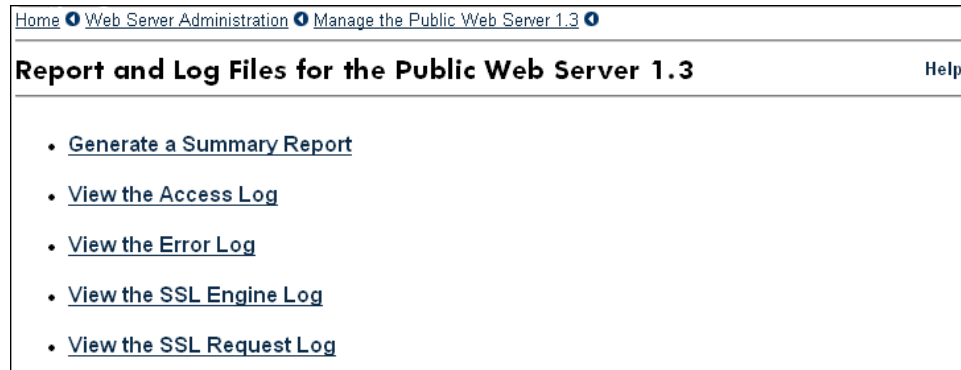 Home Web Server Administration Manage the Public Web Server 1.3
Report and Log Files for the Public Web Server 1.3
Help
Generate a Summary Report
View the Access Log
View the Error Log
View the SSL Engine Log
View the SSL Request Log